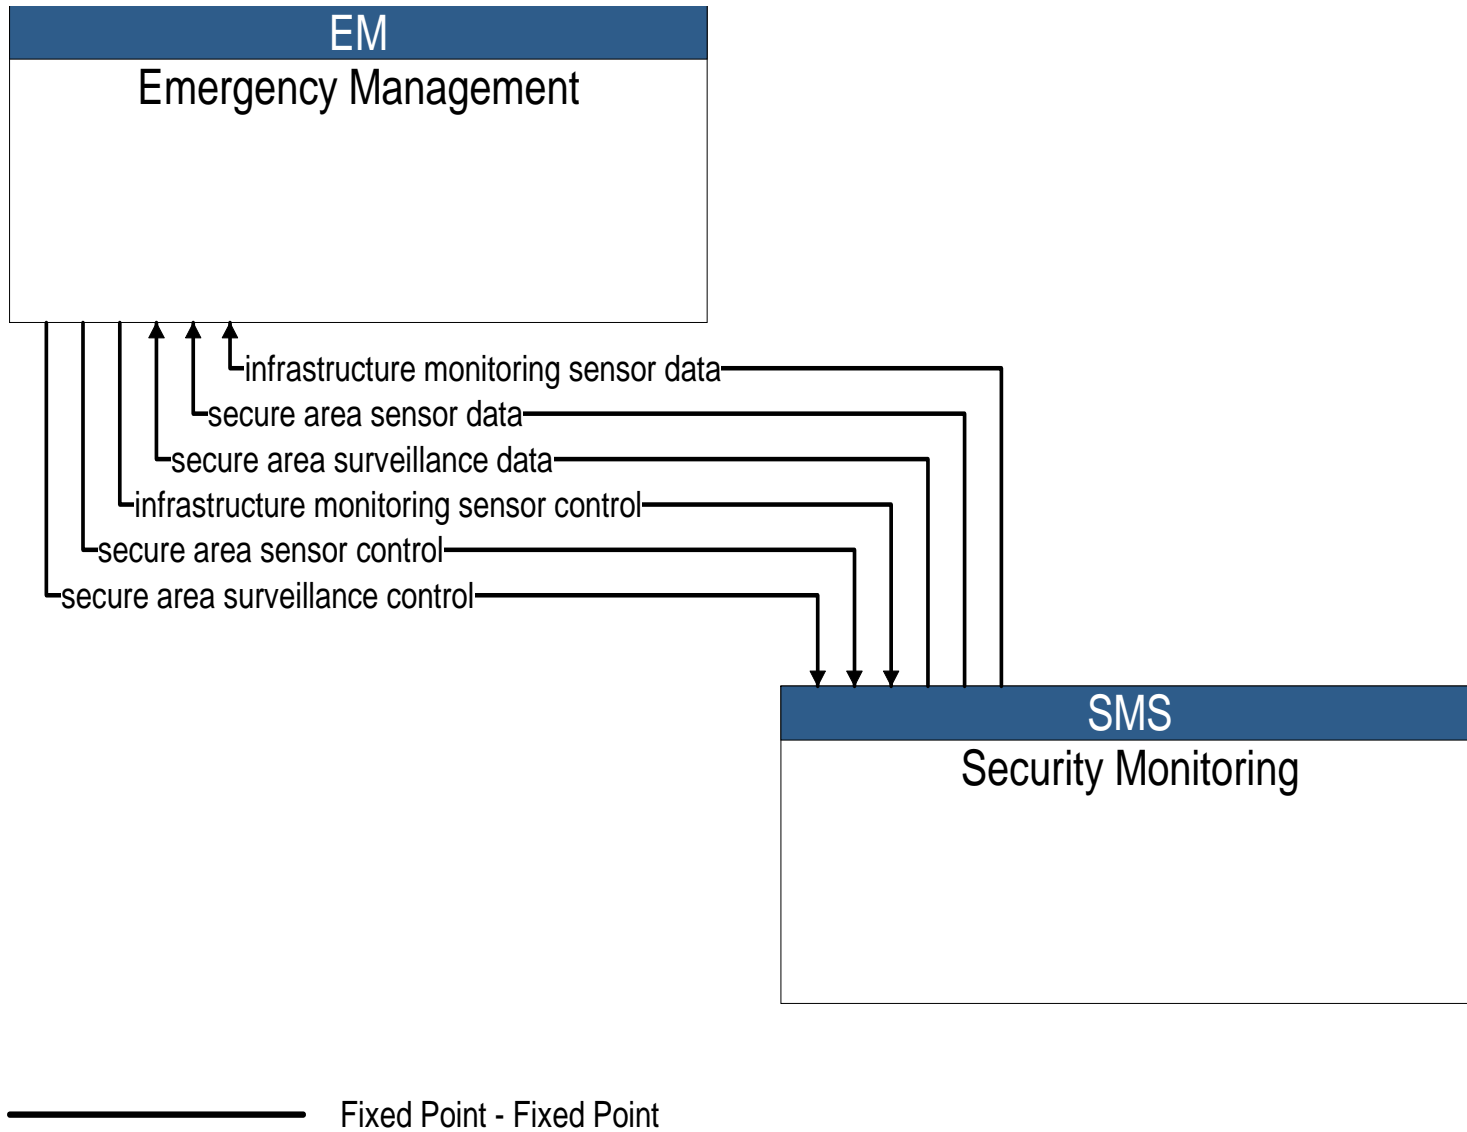 EM
Emergency Management
infrastructure monitoring sensor data
secure area sensor data
secure area surveillance data
infrastructure monitoring sensor control
secure area sensor control
secure area surveillance control
SMS
Security Monitoring
Fixed Point - Fixed Point